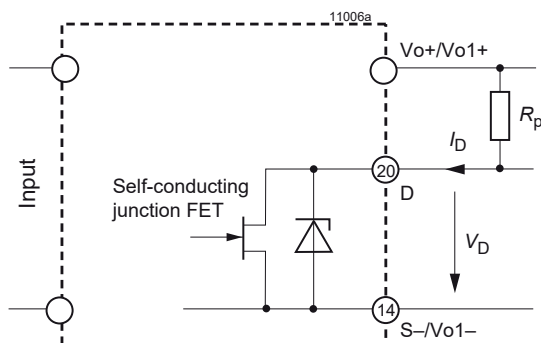 11006a
Vo+/Vo1+
Rp
ID
20
D
Input
Self-conducting
junction FET
VD
14
S–/Vo1–